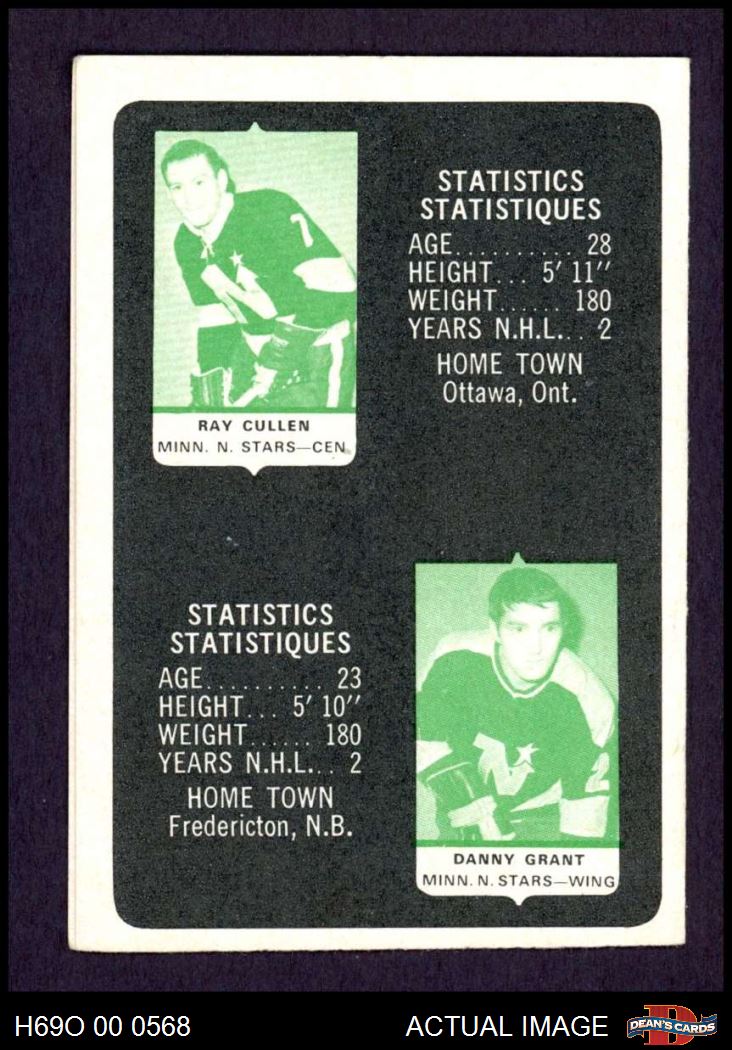 STATISTICS
STATISTIQUES
AGE.......... 28
HEIGHT... 5' 11"
WEIGHT...... 180
YEARS N.H.L... 2
HOME TOWN
Ottawa, Ont.
7
N
RAY CULLEN
MINN. N. STARS—CEN
STATISTICS
STATISTIQUES
AGE.......... 23
HEIGHT... 5' 10"
WEIGHT...... 180
YEARS N.H.L... 2
HOME TOWN
Fredericton, N.B.
N
2
DANNY GRANT
MINN. N. STARS—WING
H69O 00 0568
ACTUAL IMAGE
D
DEAN'S CARDS